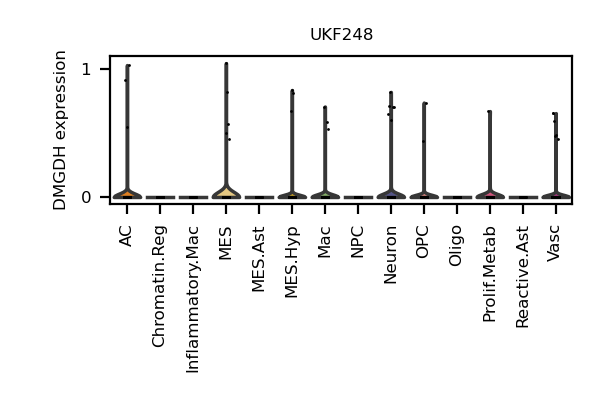 UKF248
DMGDH expression
1
0
AC
Chromatin.Reg
Inflammatory.Mac
MES
MES.Ast
MES.Hyp
Mac
NPC
Neuron
OPC
Oligo
Prolif.Metab
Reactive.Ast
Vasc